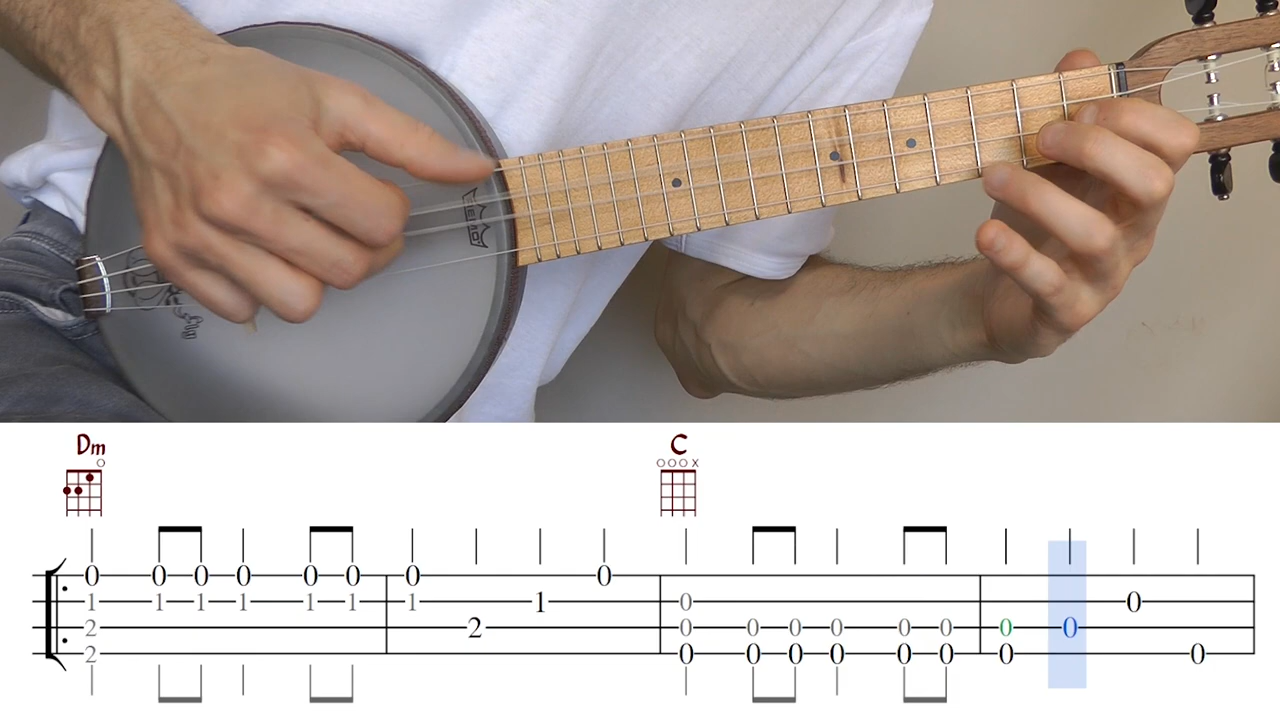 REMO
Dm C
o ooox
0 0 0 0 0 0 0 0
1 1 1 1 1 1 1 1 0 0
2 2 0 0 0 0 0 0 0 0
2 0 0 0 0 0 0 0 0